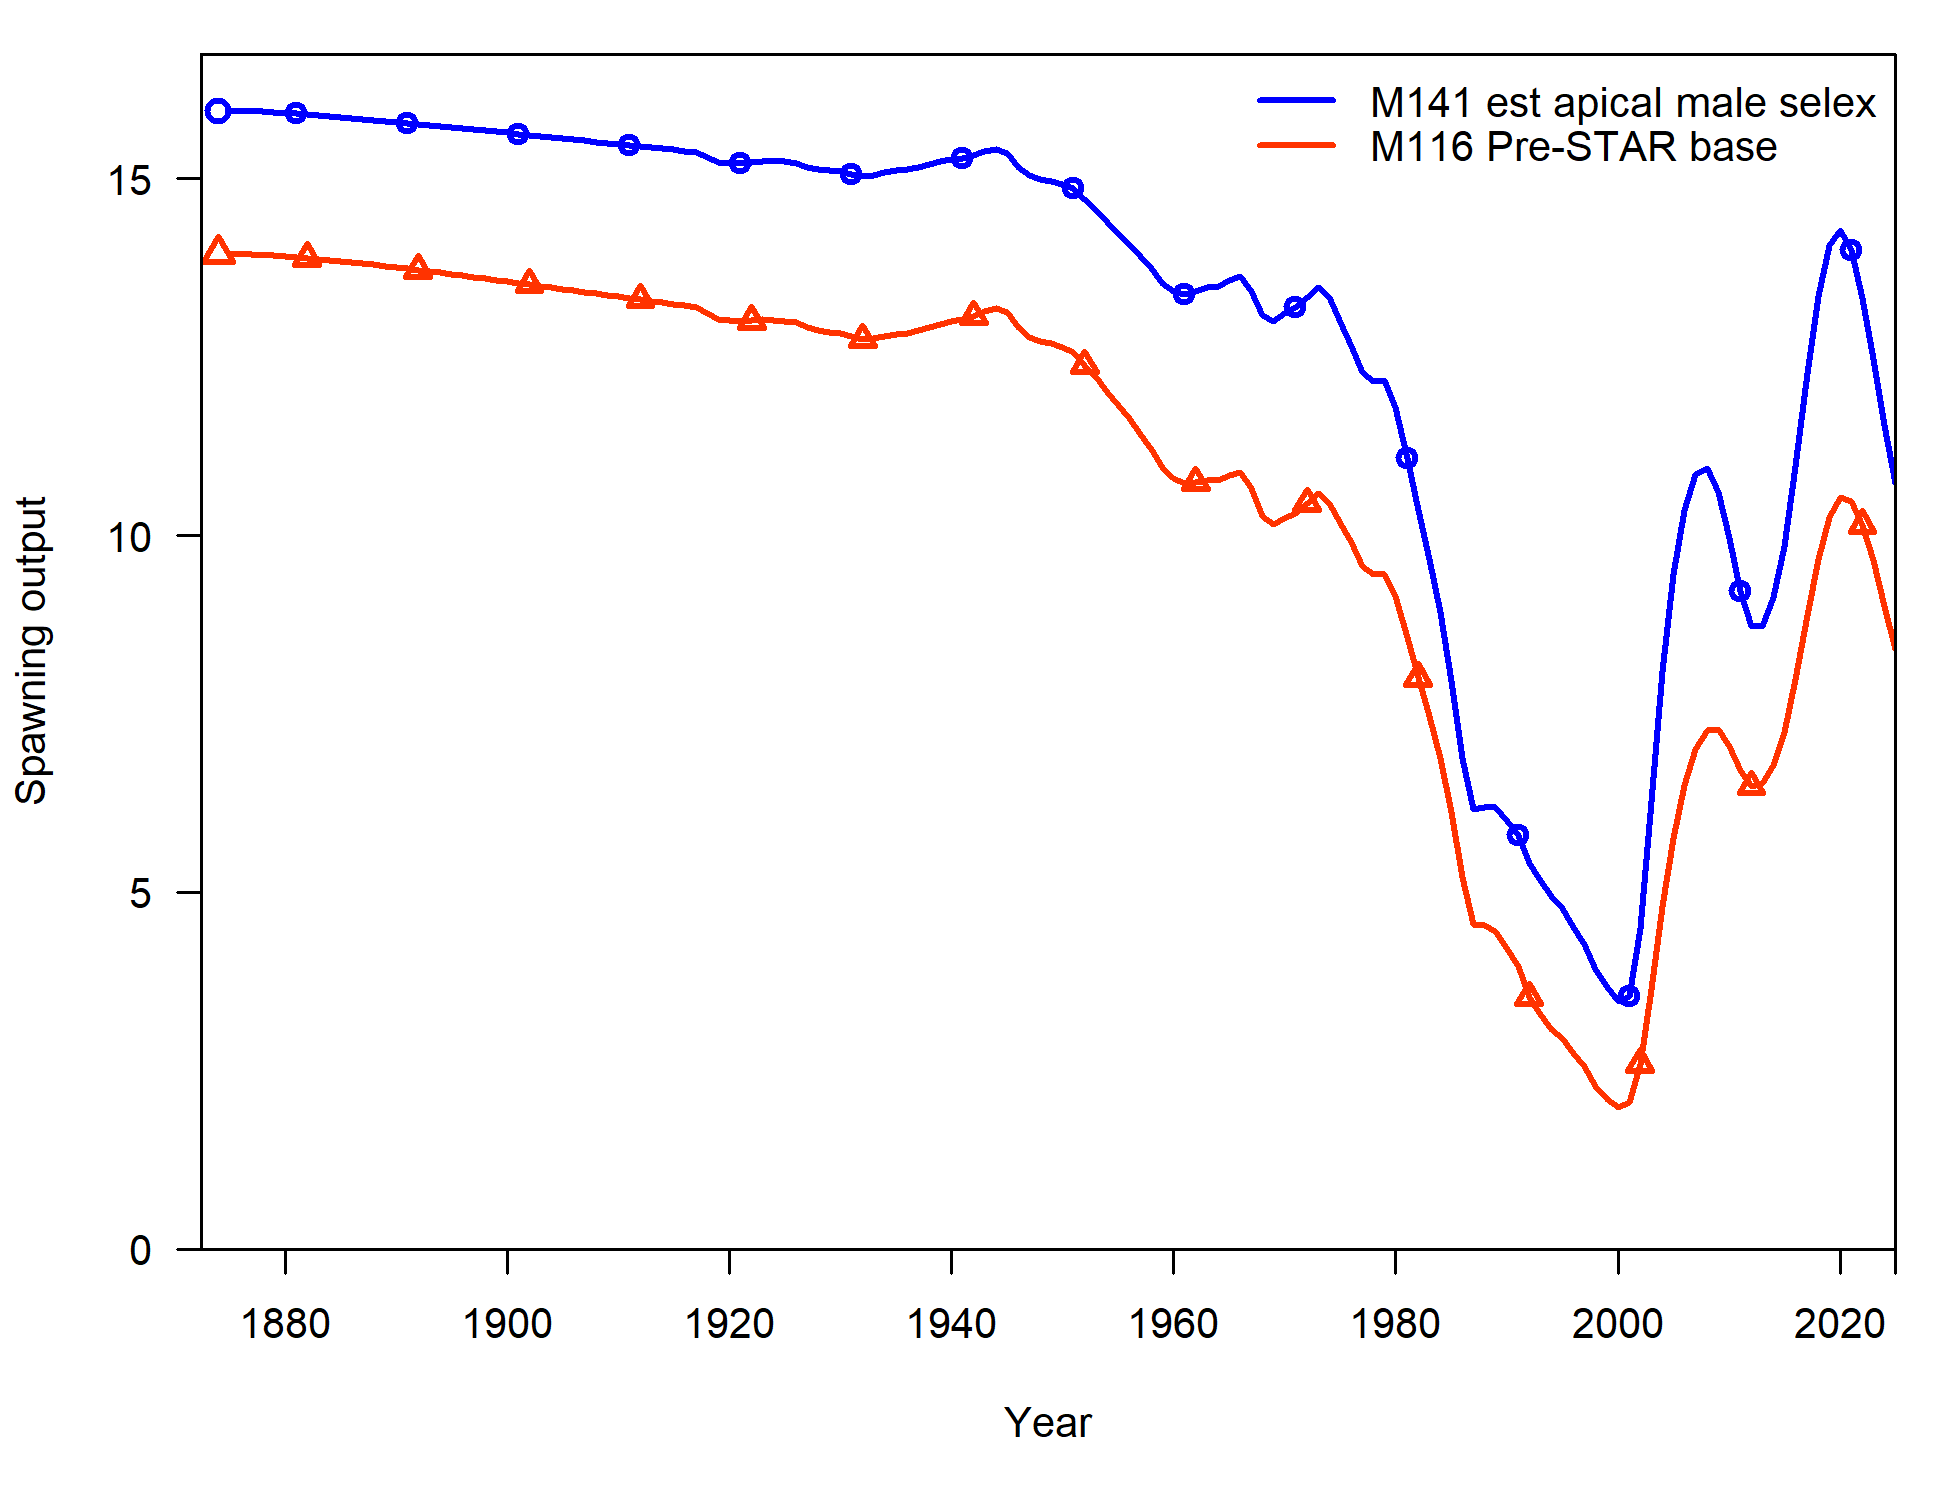 M141 est apical male selex
M116 Pre-STAR base
15
10
5
0
Spawning output
1880 1900 1920 1940 1960 1980 2000 2020
Year